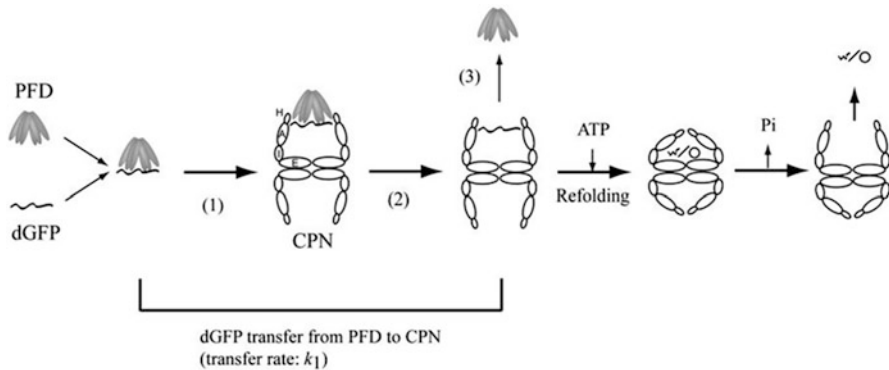 PFD
dGFP
(1)
H
A
I
E
CPN
(2)
(3)
ATP
Refolding
Pi
dGFP transfer from PFD to CPN
(transfer rate: k1)